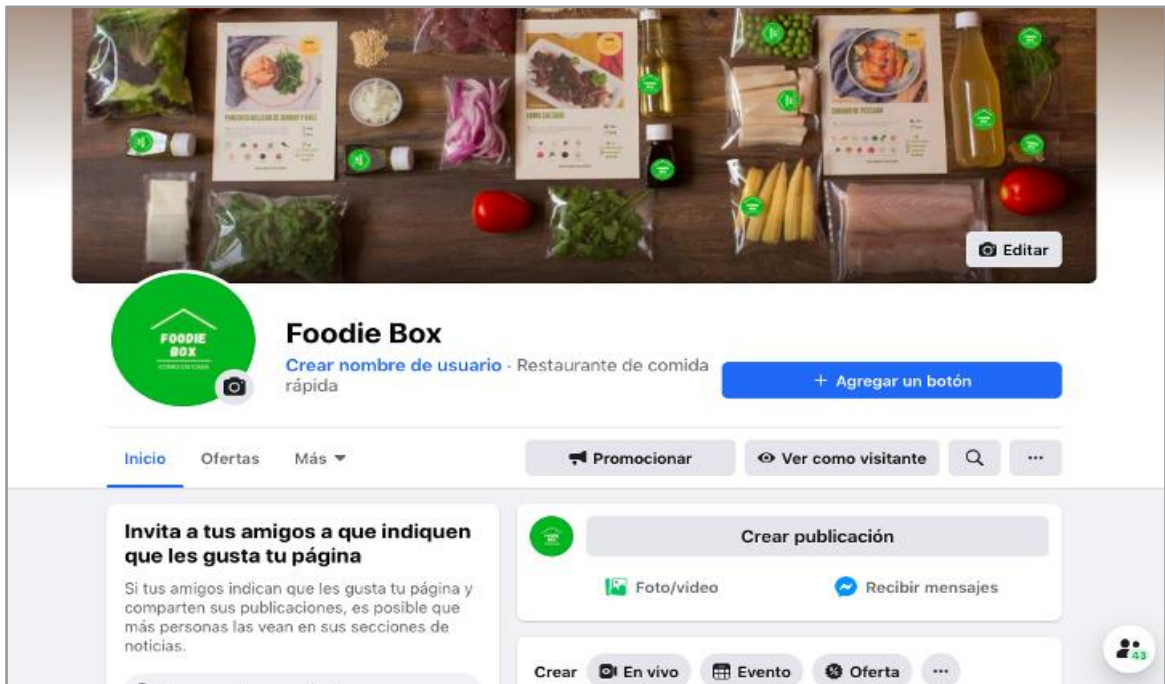 Editar
FOODIE
BOX
Foodie Box
Crear nombre de usuario · Restaurante de comida
rápida
+ Agregar un botón
Inicio
Ofertas
Más
Promocionar
Ver como visitante
···
Invita a tus amigos a que indiquen
que les gusta tu página
Si tus amigos indican que les gusta tu página y
comparten sus publicaciones, es posible que
más personas las vean en sus secciones de
noticias.
Crear publicación
Foto/video
Recibir mensajes
Crear
En vivo
Evento
Oferta
···
43